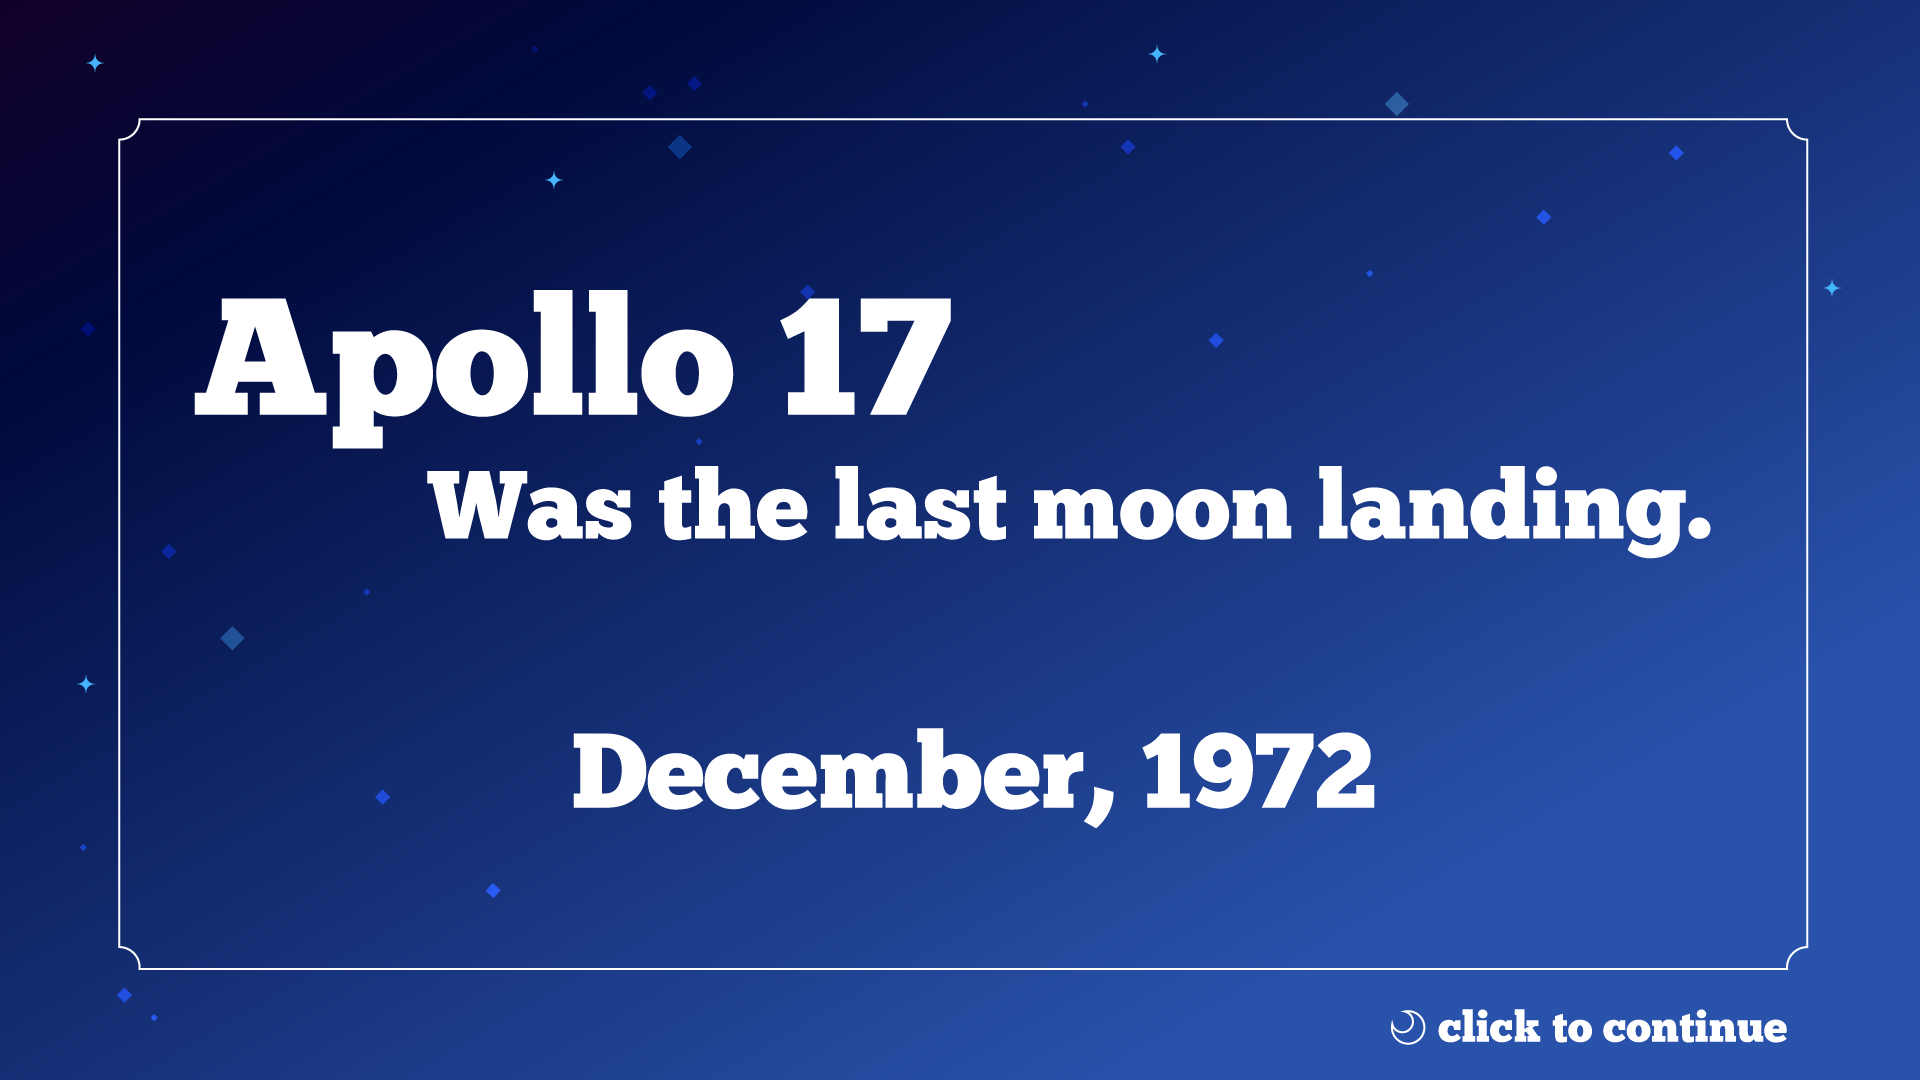 Apollo 17
Was the last moon landing.
December, 1972
click to continue